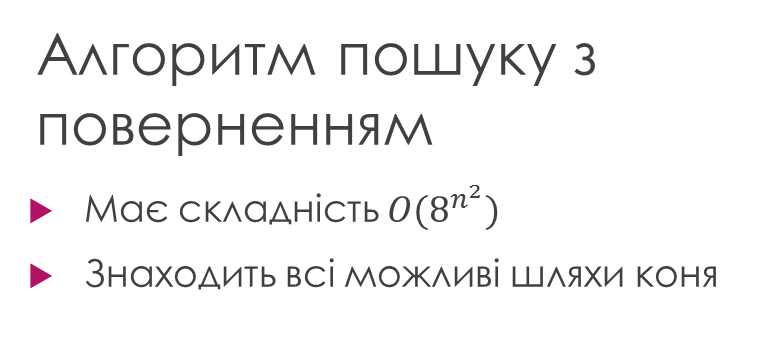 Алгоритм пошуку з
поверненням
Має складність 𝑂(8^{n^2})
Знаходить всі можливі шляхи коня